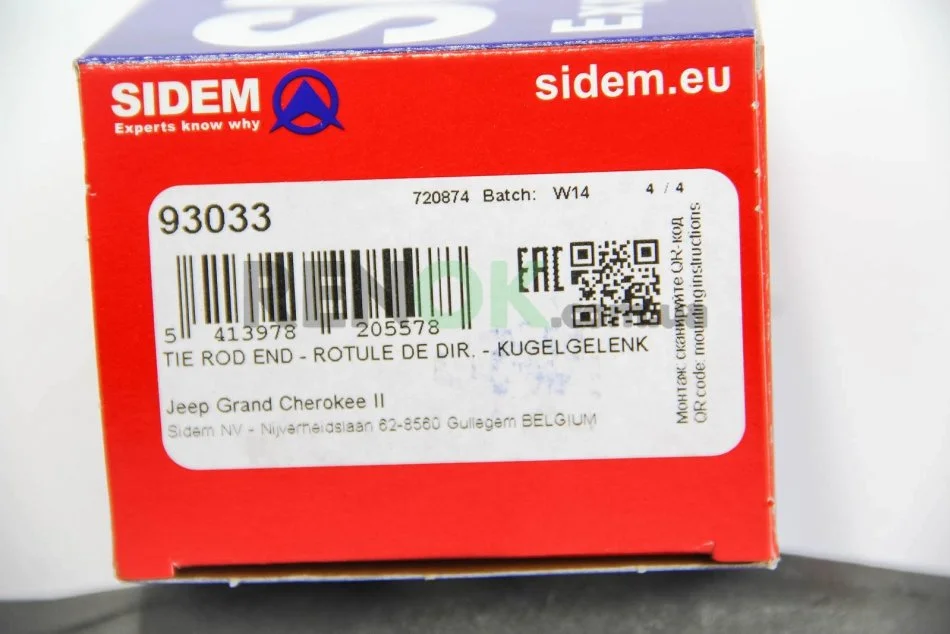 SIDEM
Experts know why
sidem.eu
720874 Batch: W14 4 / 4
93033
EAC
5 413978 205578
TIE ROD END - ROTULE DE DIR. - KUGELGELENK
Jeep Grand Cherokee II
Sidem NV - Nijverheidslaan 62-8560 Gullegem BELGIUM
Монтаж: сканируйте QR-код
QR code: mounting instructions
RENOK